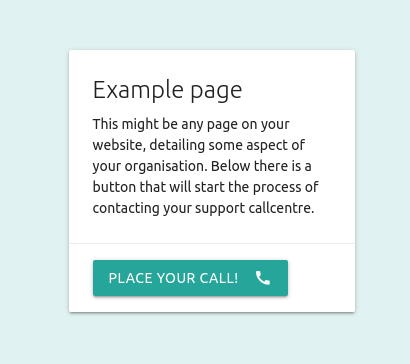 Example page
This might be any page on your
website, detailing some aspect of
your organisation. Below there is a
button that will start the process of
contacting your support callcentre.
PLACE YOUR CALL!